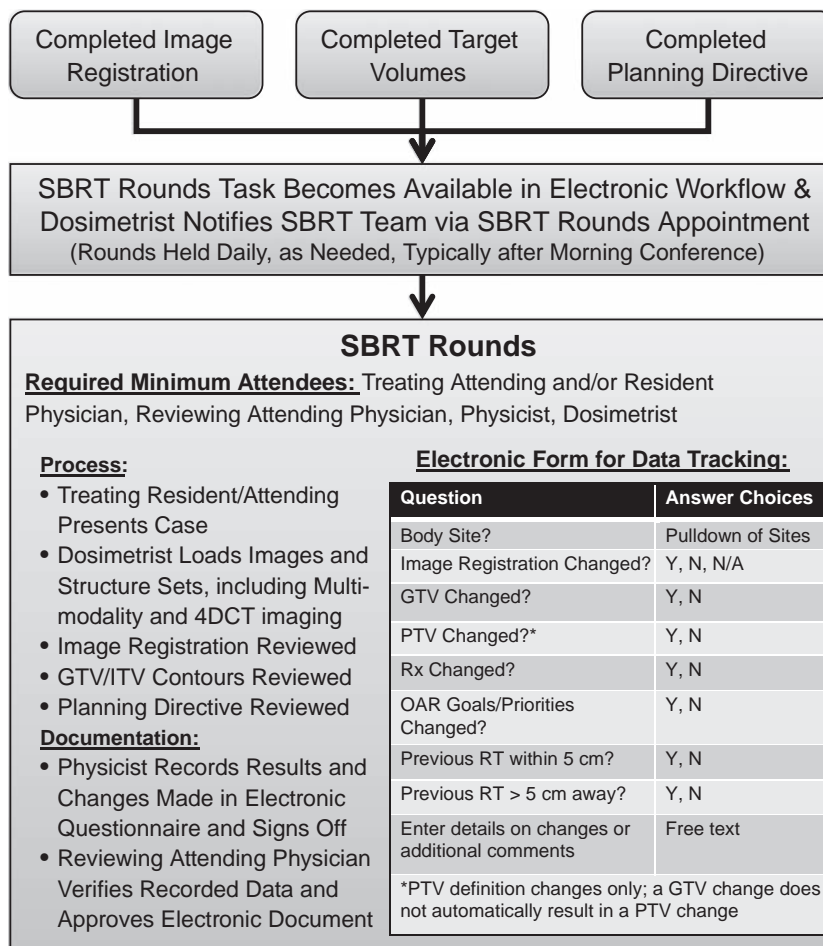 Completed Image
Registration
Completed Target
Volumes
Completed
Planning Directive
SBRT Rounds Task Becomes Available in Electronic Workflow &
Dosimetrist Notifies SBRT Team via SBRT Rounds Appointment
(Rounds Held Daily, as Needed, Typically after Morning Conference)
SBRT Rounds
Required Minimum Attendees: Treating Attending and/or Resident
Physician, Reviewing Attending Physician, Physicist, Dosimetrist
Process:
• Treating Resident/Attending
Presents Case
• Dosimetrist Loads Images and
Structure Sets, including Multi-
modality and 4DCT imaging
• Image Registration Reviewed
• GTV/ITV Contours Reviewed
• Planning Directive Reviewed
Documentation:
• Physicist Records Results and
Changes Made in Electronic
Questionnaire and Signs Off
• Reviewing Attending Physician
Verifies Recorded Data and
Approves Electronic Document
Electronic Form for Data Tracking:
Question Answer Choices
Body Site? Pulldown of Sites
Image Registration Changed? Y, N, N/A
GTV Changed? Y, N
PTV Changed?* Y, N
Rx Changed? Y, N
OAR Goals/Priorities Y, N
Changed?
Previous RT within 5 cm? Y, N
Previous RT > 5 cm away? Y, N
Enter details on changes or Free text
additional comments
*PTV definition changes only; a GTV change does
not automatically result in a PTV change